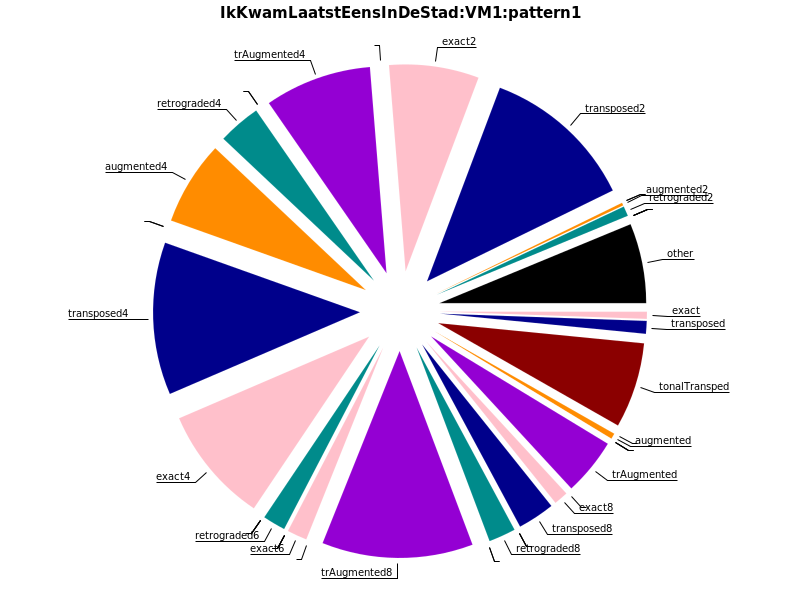 IkKwamLaatstEensInDeStad:VM1:pattern1
exact2
trAugmented4
transposed2
retrograded4
augmented4
augmented2
retrograded2
other
transposed4
exact
transposed
tonalTransped
augmented
trAugmented
exact4
exact8
transposed8
retrograded6
exact6
retrograded8
trAugmented8